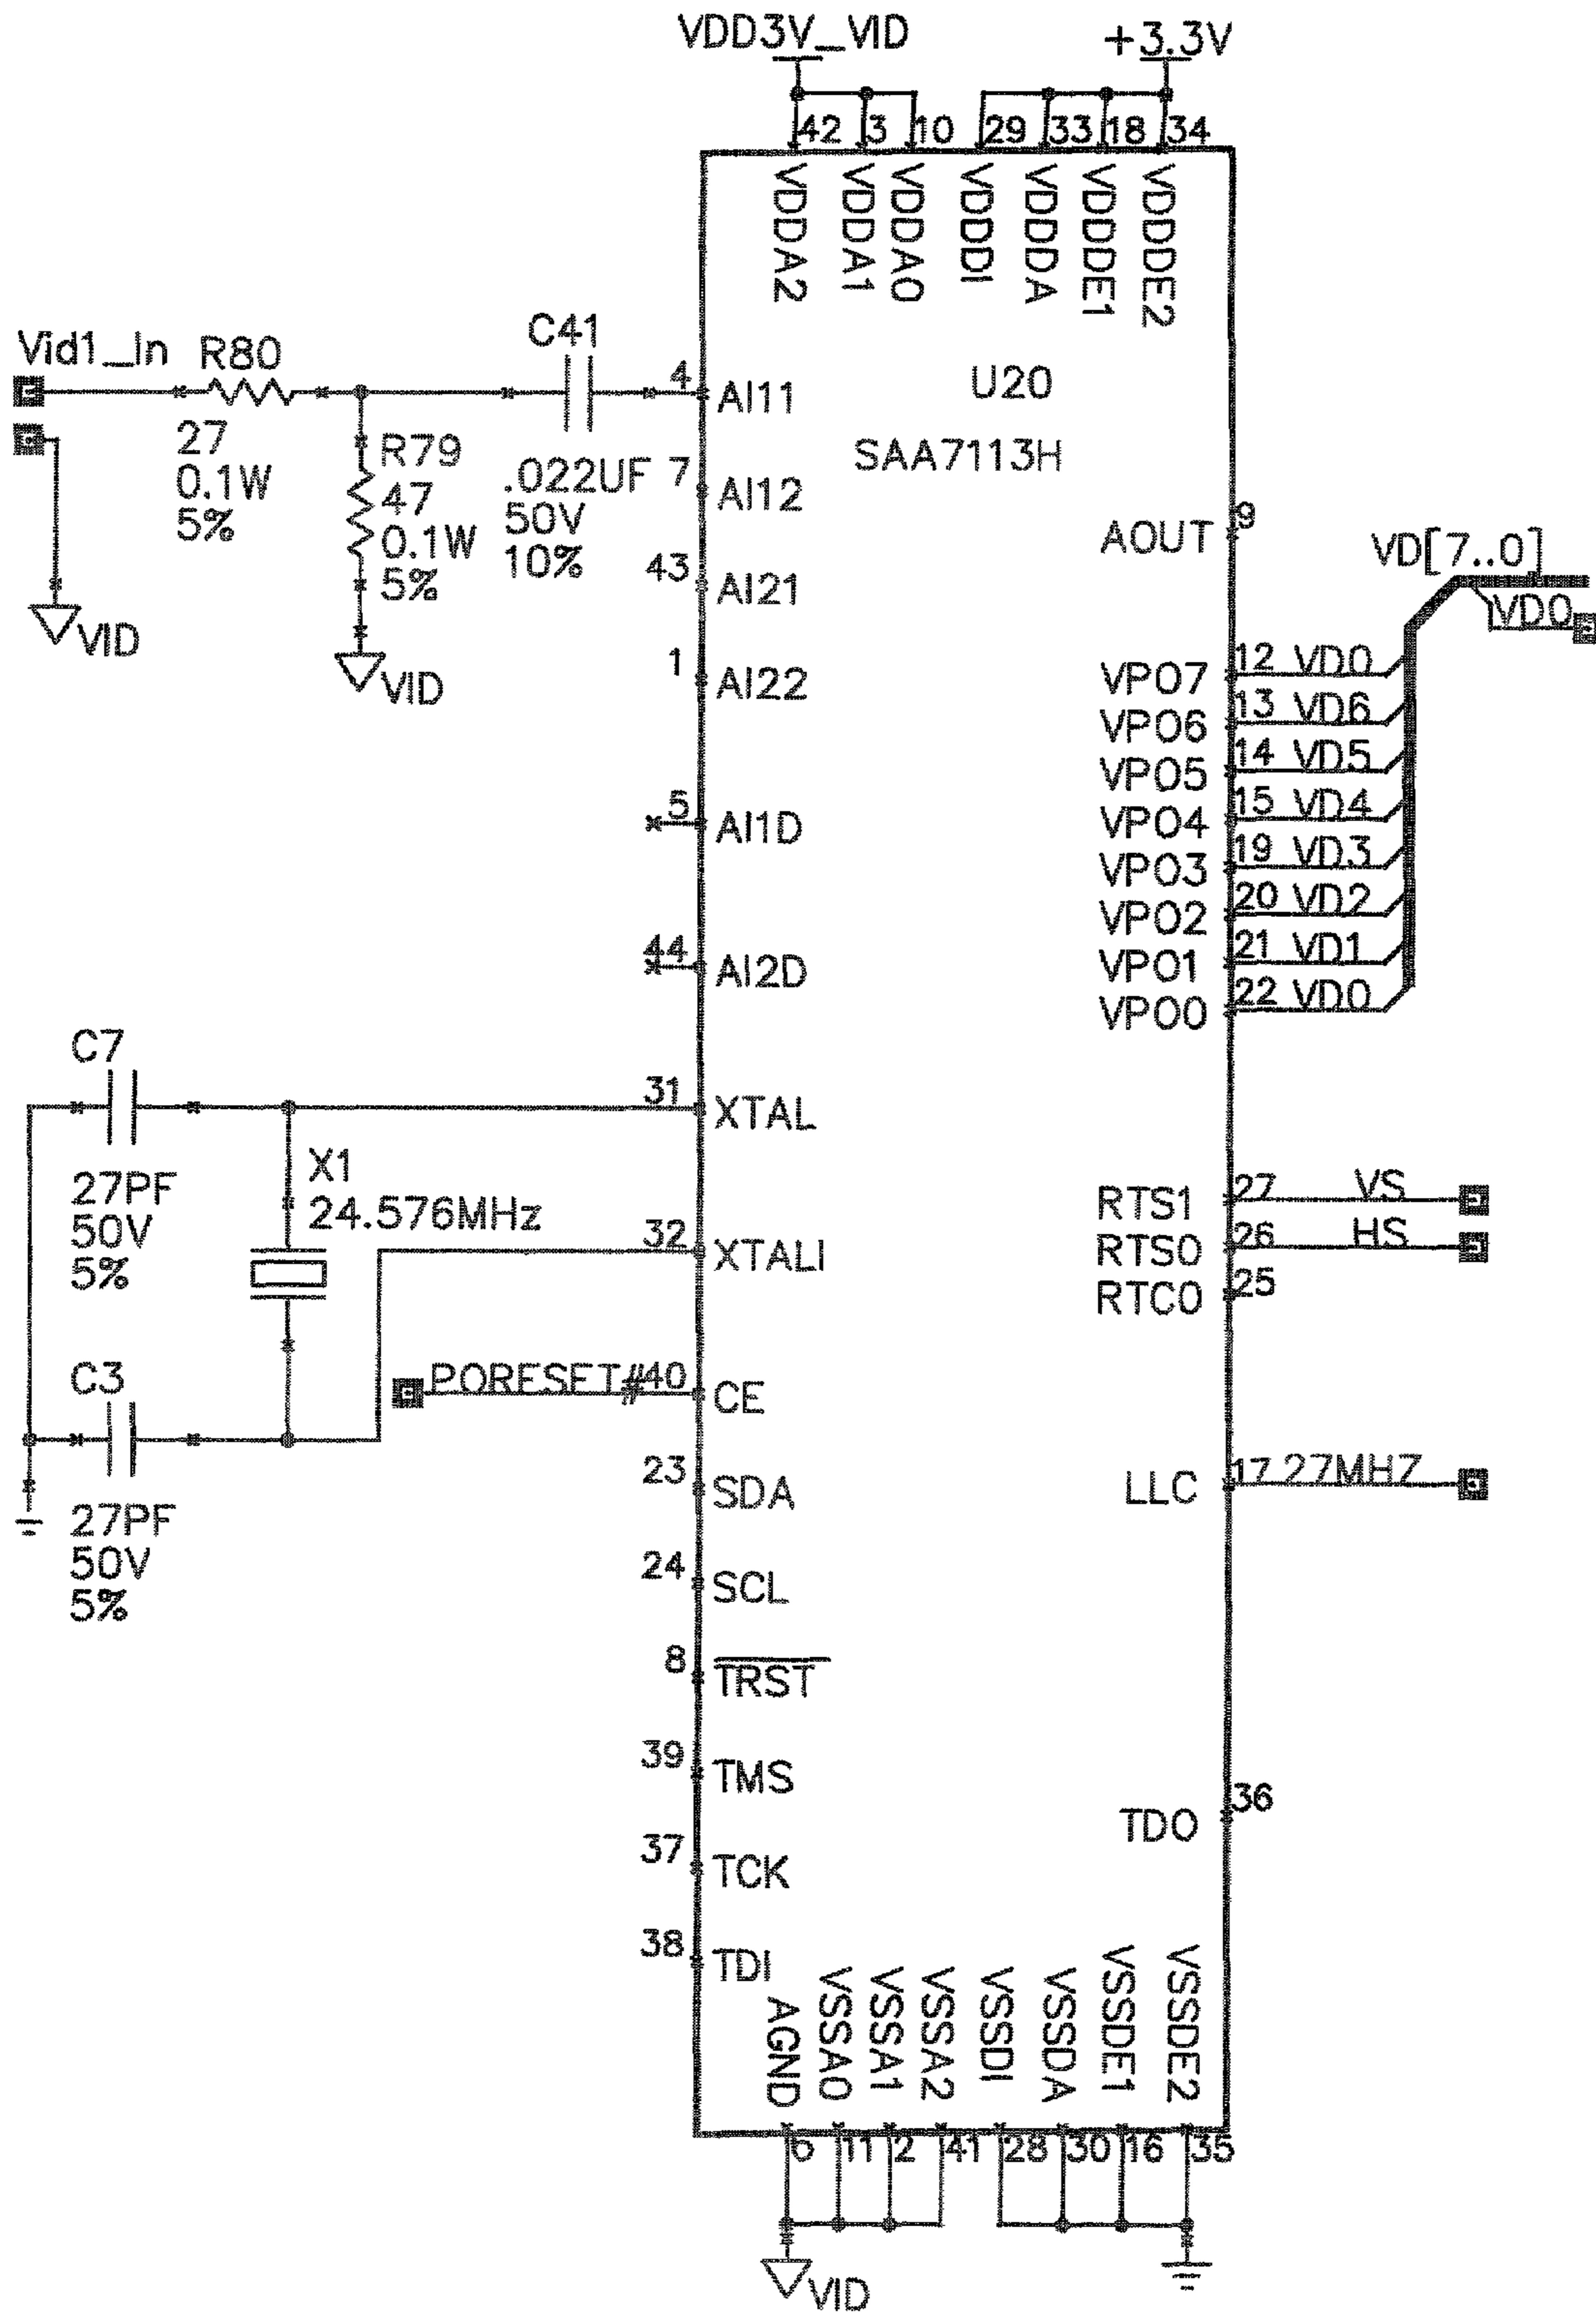 VDD3V_VID
+3.3V
42 3 10 29 33 18 34
VDDA2
VDDA1
VDDA0
VDDDI
VDDDA
VDDDE1
VDDDE2
U20
SAA7113H
Vid1_In
R80
27
0.1W
5%
VID
R79
47
0.1W
5%
VID
C41
.022UF
50V
10%
4 AI11
7 AI12
43 AI21
1 AI22
5 AI1D
44 AI2D
AOUT 9
VD[7..0]
VD0
VPO7 12 VD0
VPO6 13 VD6
VPO5 14 VD5
VPO4 15 VD4
VPO3 19 VD3
VPO2 20 VD2
VPO1 21 VD1
VPO0 22 VD0
C7
27PF
50V
5%
X1
24.576MHz
C3
27PF
50V
5%
31 XTAL
32 XTALI
PORESET# 40 CE
23 SDA
24 SCL
8 TRST
39 TMS
37 TCK
38 TDI
RTS1 27 VS
RTS0 26 HS
RTC0 25
LLC 17 27MHZ
TDO 36
AGND
VSSA0
VSSA1
VSSA2
VSSDI
VSSDA
VSSDE1
VSSDE2
6 11 2 41 28 30 16 35
VID